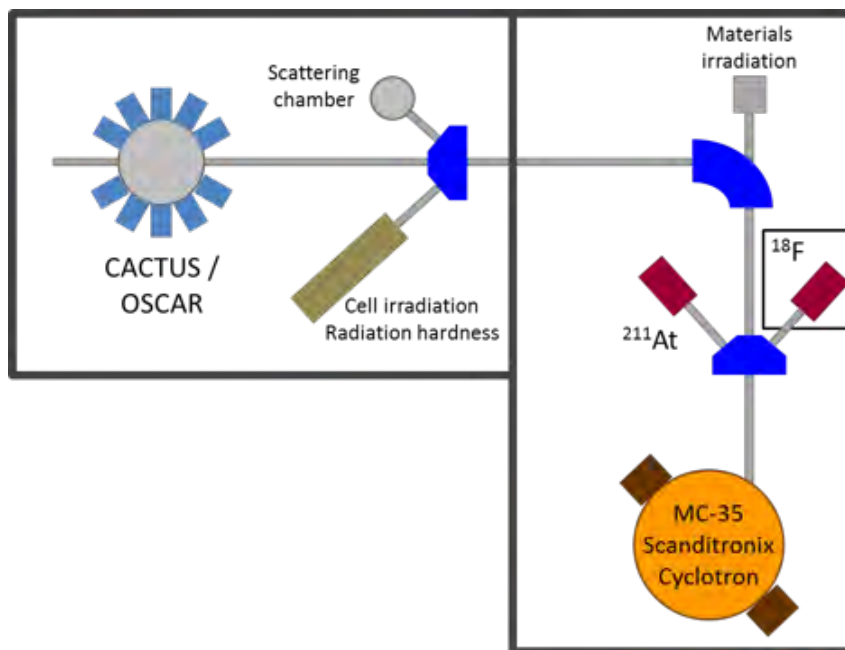 Scattering
chamber
CACTUS /
OSCAR
Cell irradiation
Radiation hardness
Materials
irradiation
¹⁸F
²¹¹At
MC-35
Scanditronix
Cyclotron